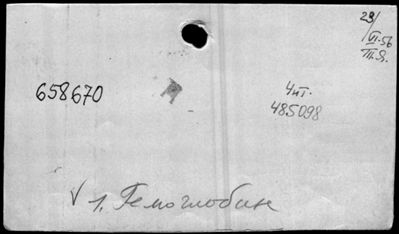 23/VI-56
П.Я.
658670
Чит.
485098
V 1. Гемоглобин